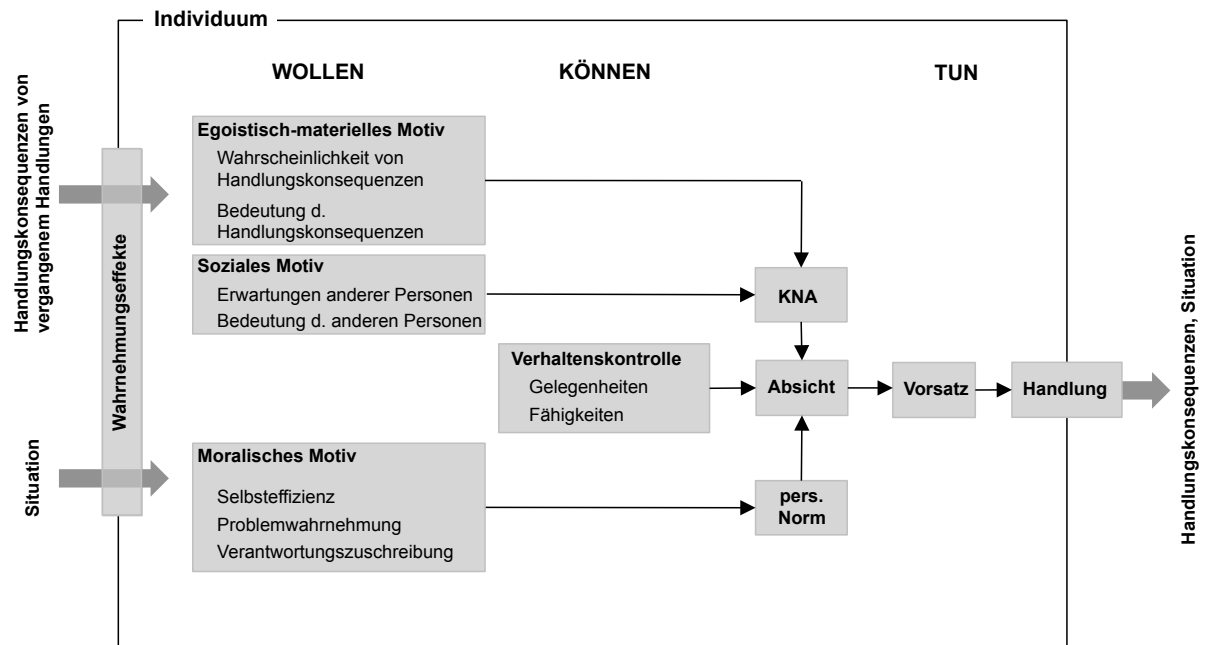 Individuum
WOLLEN
KÖNNEN
TUN
Handlungskonsequenzen von
vergangenem Handlungen
Situation
Wahrnehmungseffekte
Egoistisch-materielles Motiv
Wahrscheinlichkeit von
Handlungskonsequenzen
Bedeutung d.
Handlungskonsequenzen
Soziales Motiv
Erwartungen anderer Personen
Bedeutung d. anderen Personen
Moralisches Motiv
Selbsteffizienz
Problemwahrnehmung
Verantwortungszuschreibung
Verhaltenskontrolle
Gelegenheiten
Fähigkeiten
KNA
Absicht
pers.
Norm
Vorsatz
Handlung
Handlungskonsequenzen, Situation